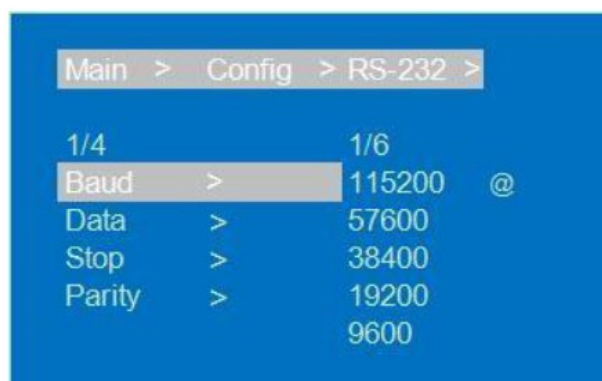 Main > Config > RS-232 >
1/4 1/6
Baud > 115200 @
Data > 57600
Stop > 38400
Parity > 19200
9600